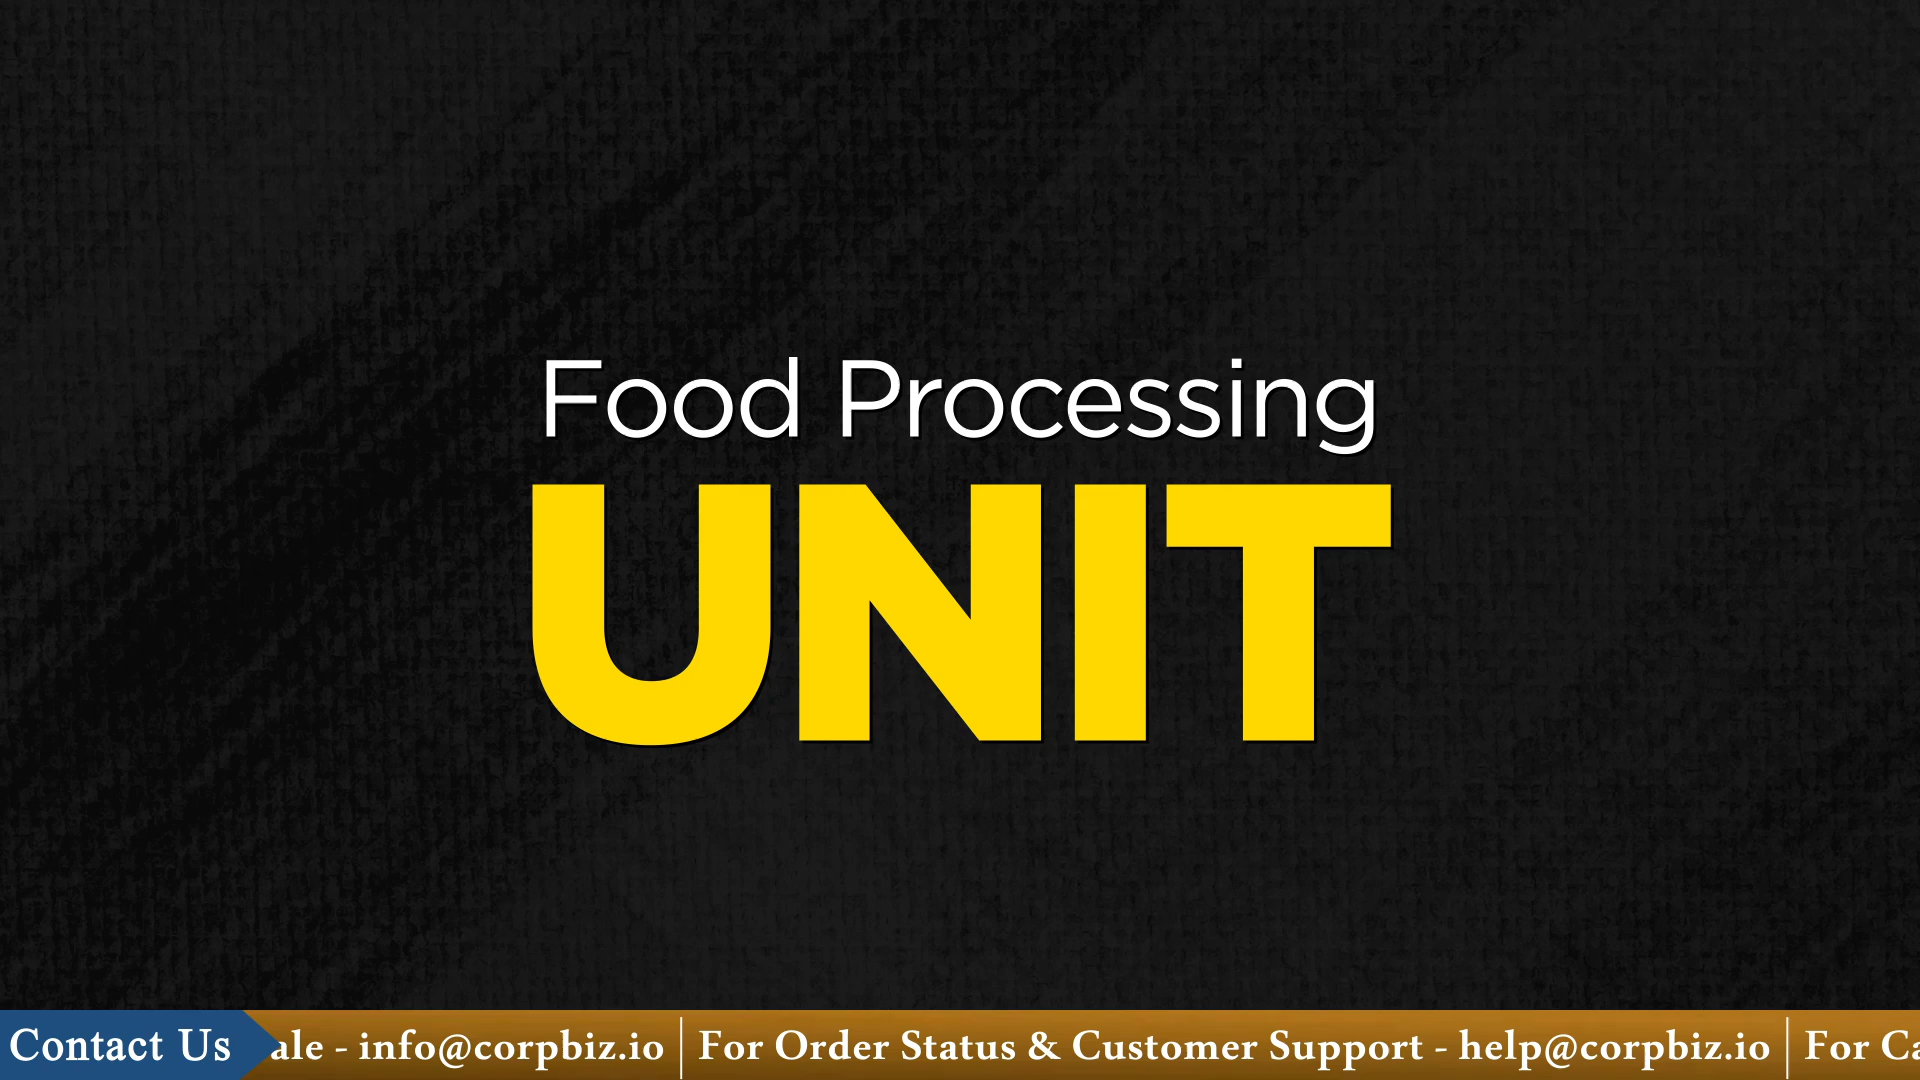 Food Processing
UNIT
Contact Us ale - info@corpbiz.io | For Order Status & Customer Support - help@corpbiz.io | For Ca